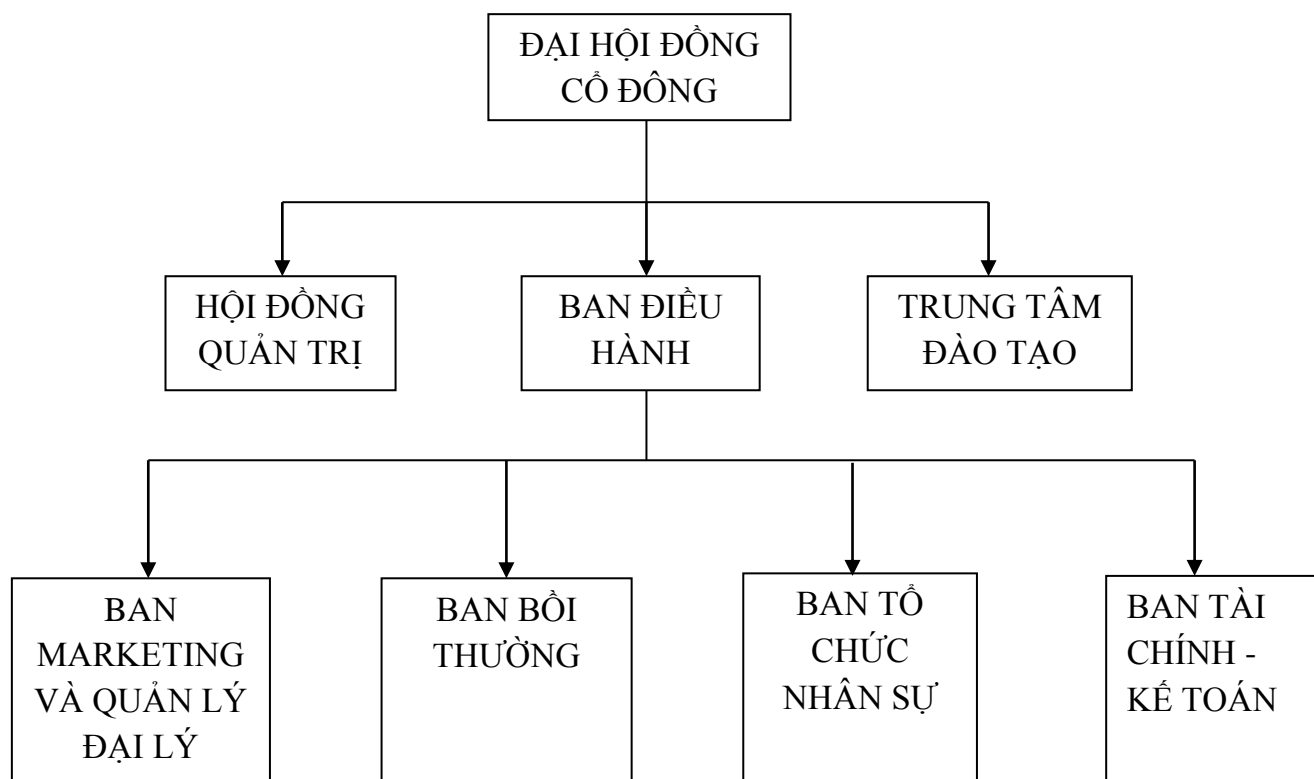 ĐẠI HỘI ĐỒNG
CỔ ĐÔNG
HỘI ĐỒNG
QUẢN TRỊ
BAN ĐIỀU
HÀNH
TRUNG TÂM
ĐÀO TẠO
BAN
MARKETING
VÀ QUẢN LÝ
ĐẠI LÝ
BAN BỒI
THƯỜNG
BAN TỔ
CHỨC
NHÂN SỰ
BAN TÀI
CHÍNH -
KẾ TOÁN